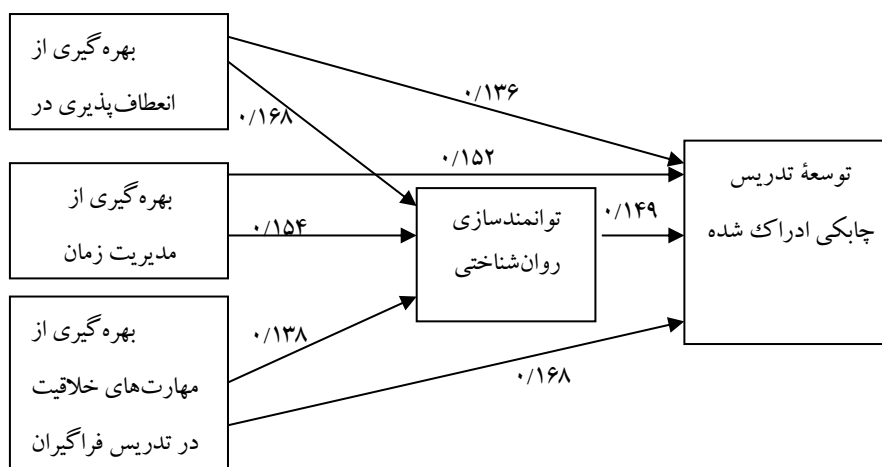 بهره‌گیری از
انعطاف‌پذیری در
۰/۱۳۶
۰/۱۶۸
۰/۱۵۲
توسعهٔ تدریس
چابکی ادراک شده
بهره‌گیری از
مدیریت زمان
۰/۱۵۴
توانمندسازی
روان‌شناختی
۰/۱۴۹
بهره‌گیری از
مهارت‌های خلاقیت
در تدریس فراگیران
۰/۱۳۸
۰/۱۶۸